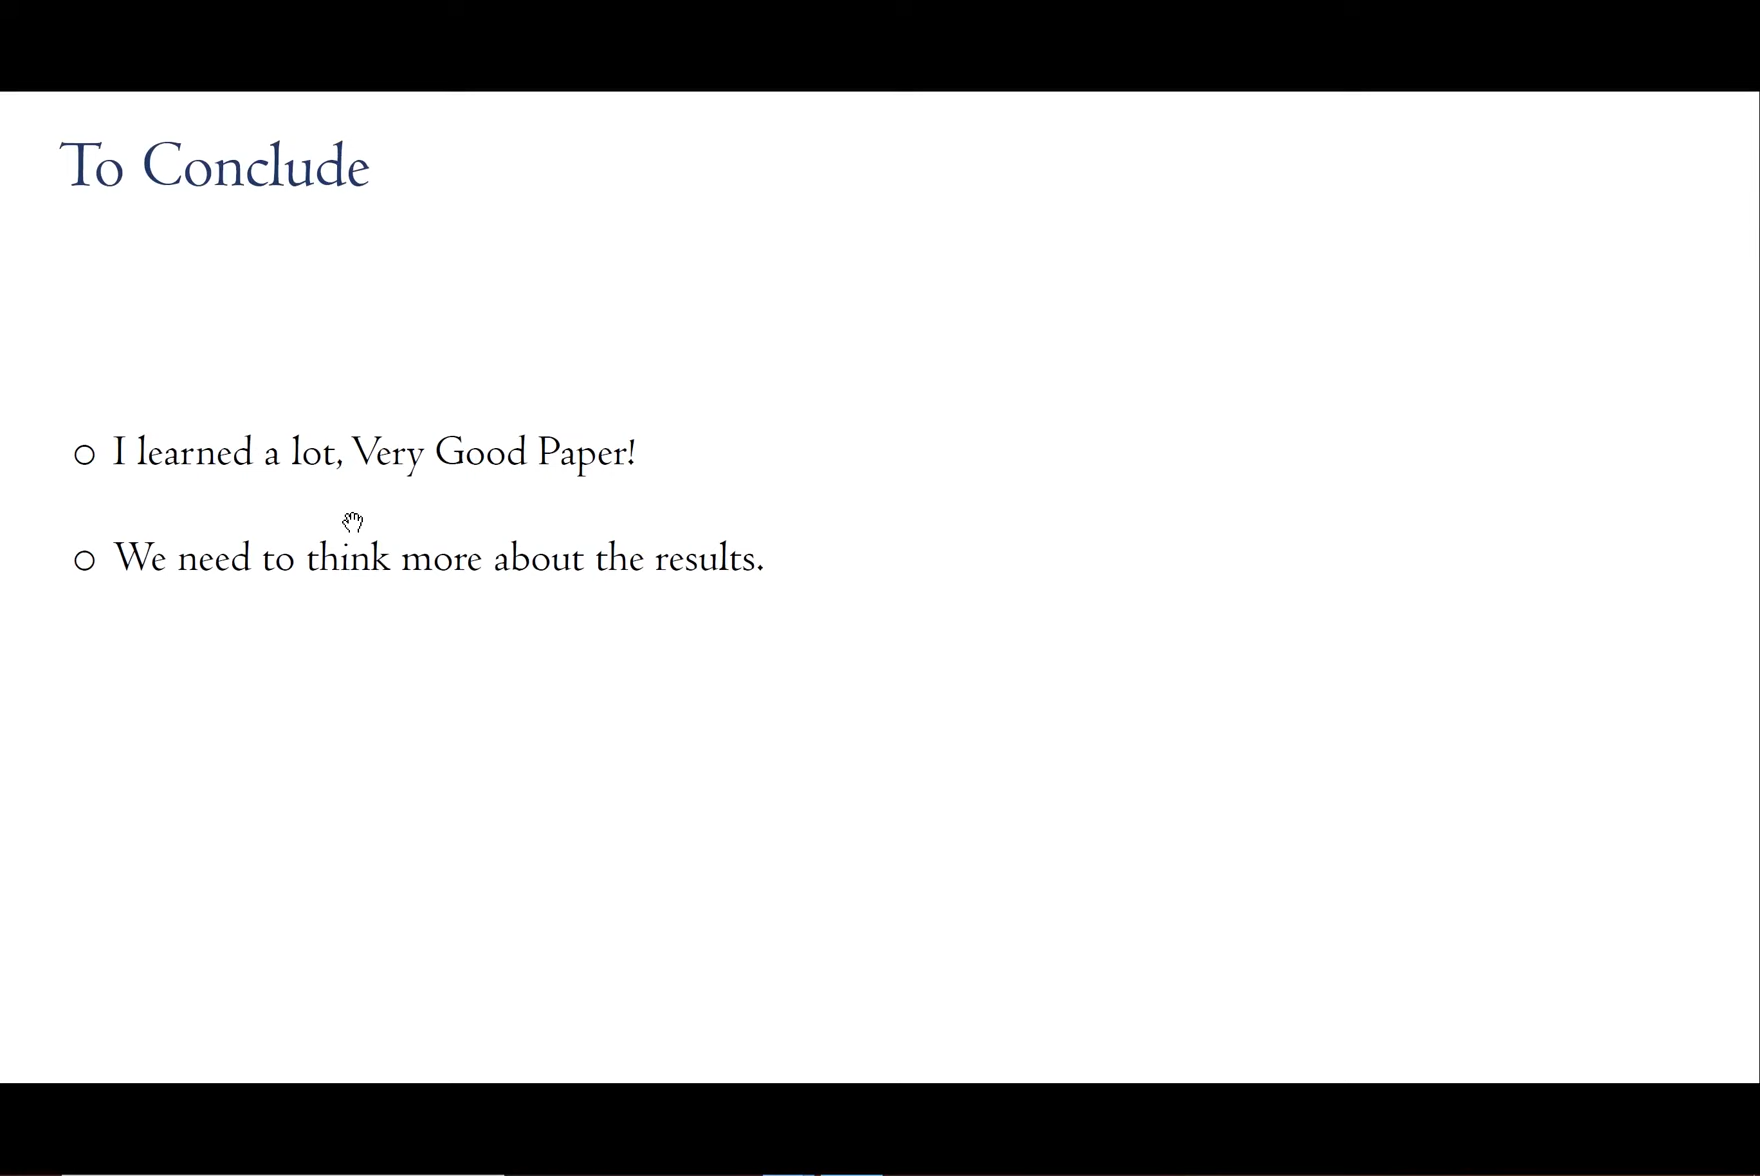 To Conclude
I learned a lot, Very Good Paper!
We need to think more about the results.